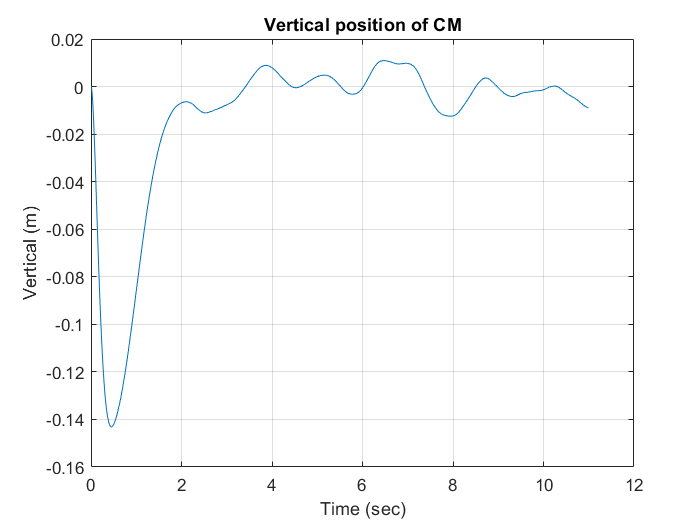 Vertical position of CM
Vertical (m)
0.02
0
-0.02
-0.04
-0.06
-0.08
-0.1
-0.12
-0.14
-0.16
0 2 4 6 8 10 12
Time (sec)